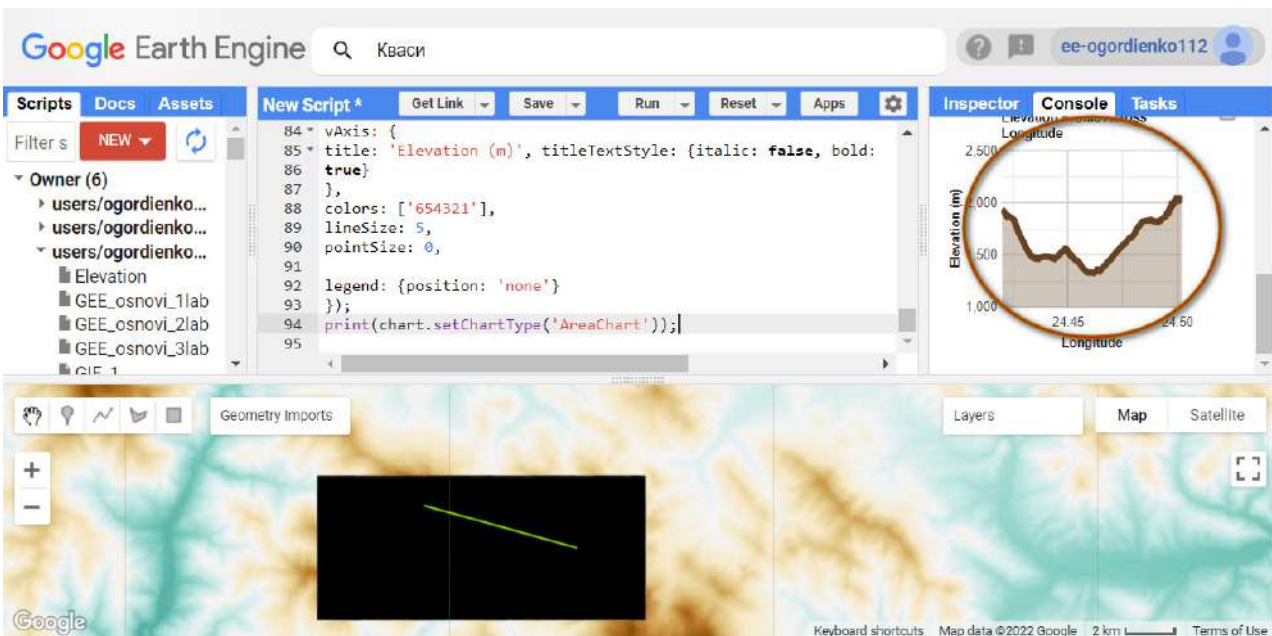 Google Earth Engine
Кваси
ee-ogordienko112
Scripts Docs Assets
Filter s
NEW
Owner (6)
users/ogordienko...
users/ogordienko...
users/ogordienko...
Elevation
GEE_osnovi_1lab
GEE_osnovi_2lab
GEE_osnovi_3lab
GIF_1
New Script *
Get Link Save Run Reset Apps
84 vAxis: {
85 title: 'Elevation (m)', titleTextStyle: {italic: false, bold:
86 true}
87 },
88 colors: ['654321'],
89 lineSize: 5,
90 pointSize: 0,
91
92 legend: {position: 'none'}
93 });
94 print(chart.setChartType('AreaChart'));
95
Inspector Console Tasks
Longitude
2,500
2,000
1,500
1,000
Elevation (m)
24.45 24.50
Longitude
Geometry Imports
Layers
Map Satellite
+
−
Google
Keyboard shortcuts Map data ©2022 Google 2 km Terms of Use